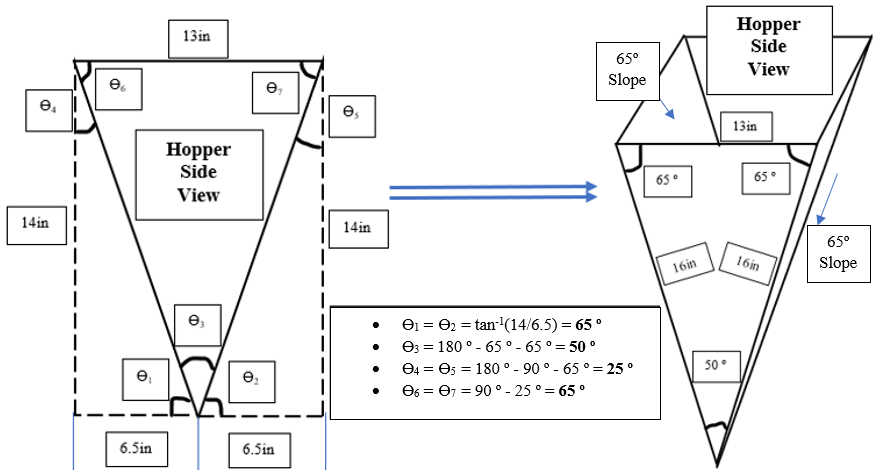 13in
ϴ4
ϴ6
ϴ7
ϴ5
Hopper
Side
View
14in
14in
ϴ3
ϴ1
ϴ2
6.5in
6.5in
• ϴ1 = ϴ2 = tan-1(14/6.5) = 65 º
• ϴ3 = 180 º - 65 º - 65 º = 50 º
• ϴ4 = ϴ5 = 180 º - 90 º - 65 º = 25 º
• ϴ6 = ϴ7 = 90 º - 25 º = 65 º
Hopper
Side
View
65º
Slope
13in
65 º
65 º
16in
16in
65º
Slope
50 º